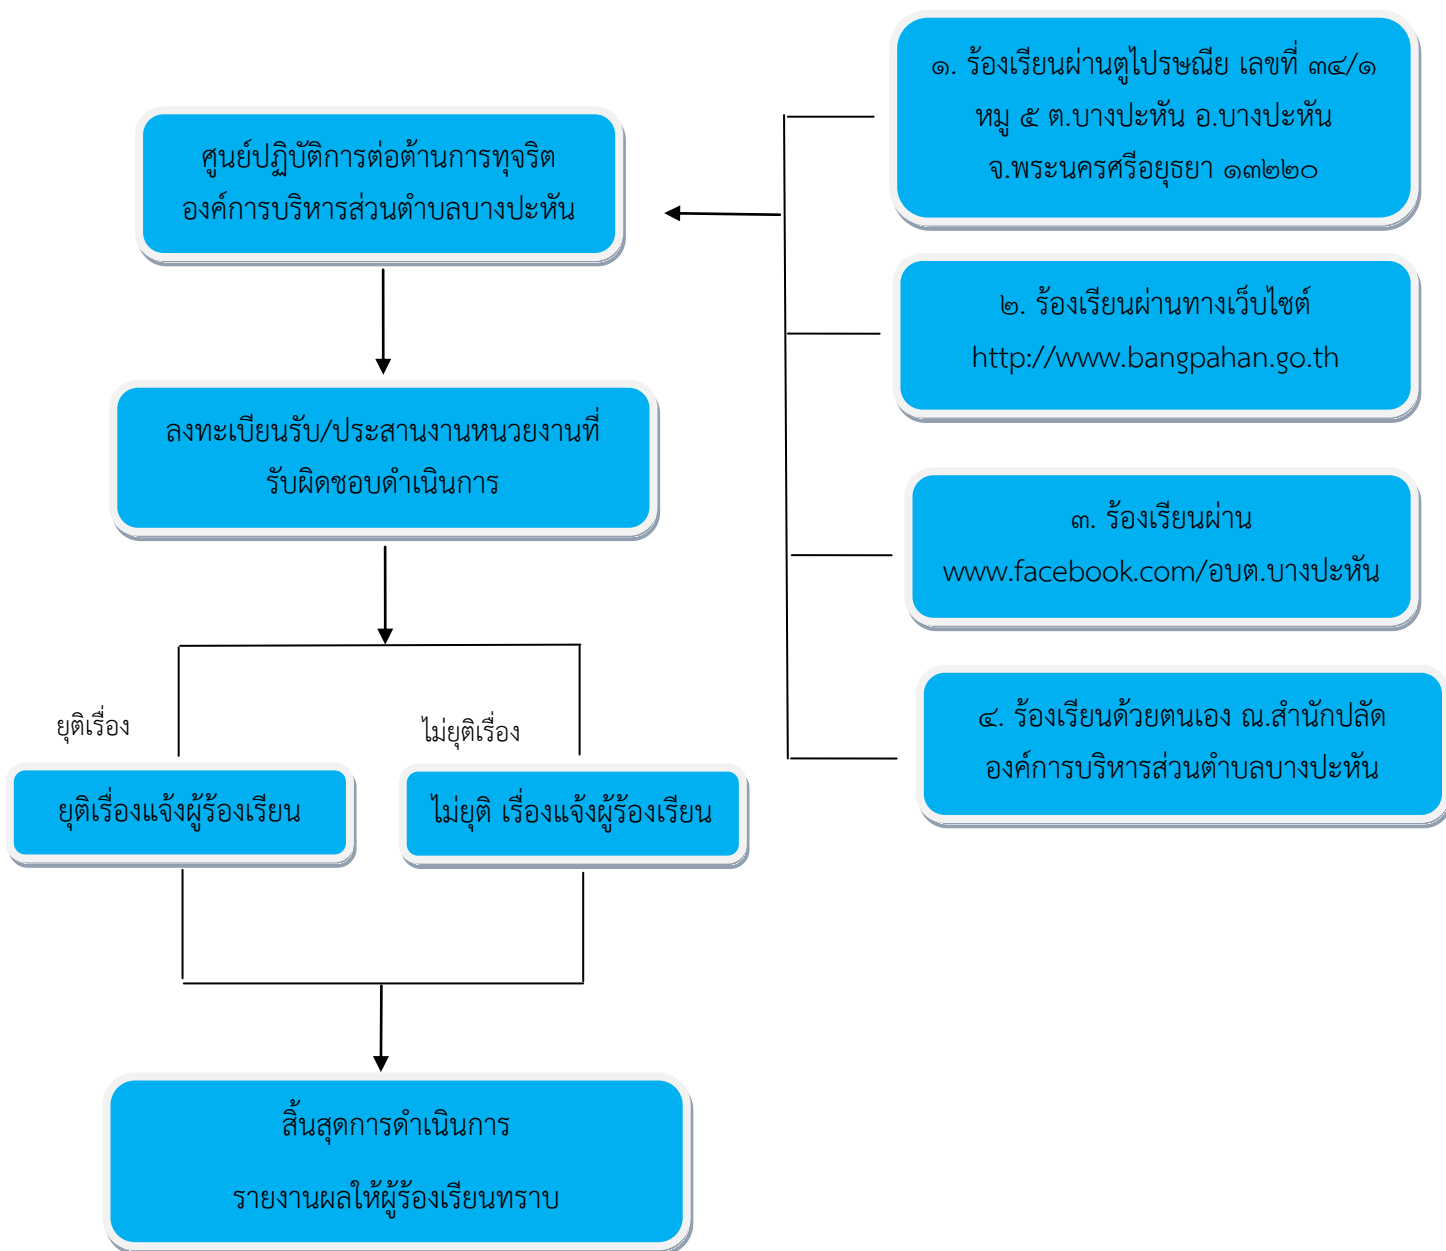 ศูนย์ปฏิบัติการต่อต้านการทุจริต
องค์การบริหารส่วนตำบลบางปะหัน
๑. ร้องเรียนผ่านตูไปรษณีย เลขที่ ๓๔/๑
หมู ๕ ต.บางปะหัน อ.บางปะหัน
จ.พระนครศรีอยุธยา ๑๓๒๒๐
๒. ร้องเรียนผ่านทางเว็บไซต์
http://www.bangpahan.go.th
๓. ร้องเรียนผ่าน
www.facebook.com/อบต.บางปะหัน
๔. ร้องเรียนด้วยตนเอง ณ.สำนักปลัด
องค์การบริหารส่วนตำบลบางปะหัน
ลงทะเบียนรับ/ประสานงานหนวยงานที่
รับผิดชอบดำเนินการ
ยุติเรื่อง
ไม่ยุติเรื่อง
ยุติเรื่องแจ้งผู้ร้องเรียน
ไม่ยุติ เรื่องแจ้งผู้ร้องเรียน
สิ้นสุดการดำเนินการ
รายงานผลให้ผู้ร้องเรียนทราบ